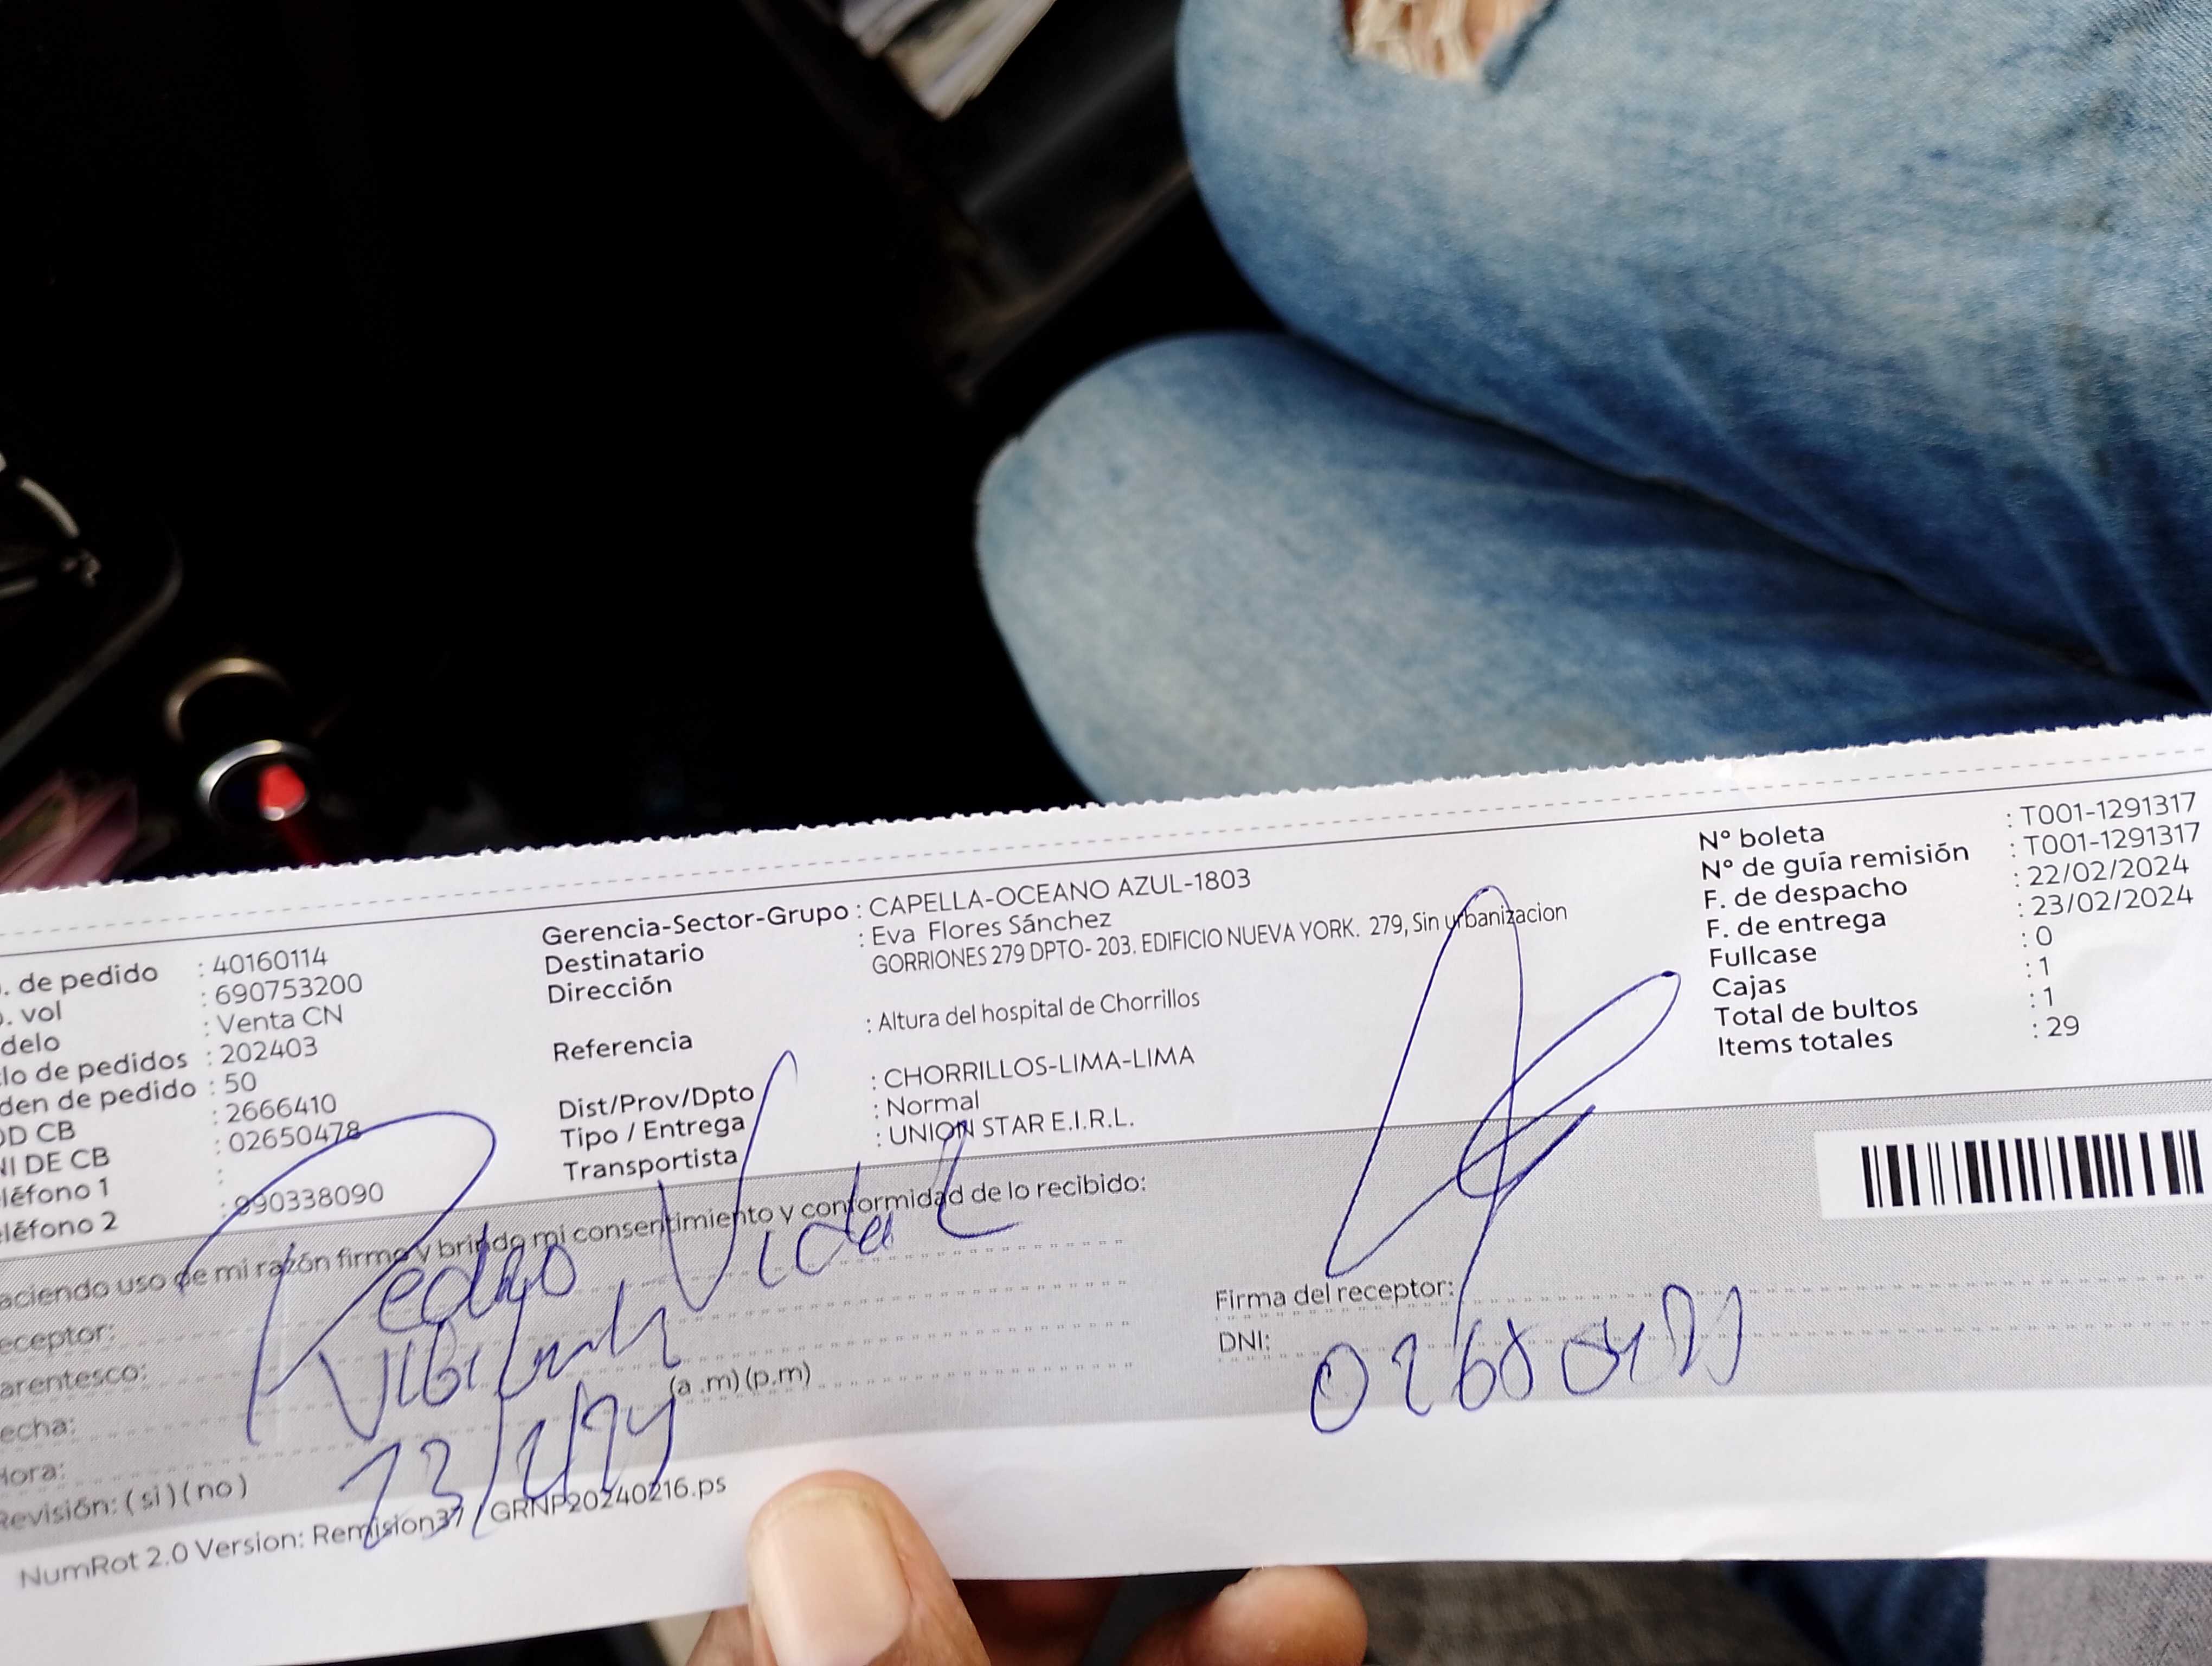 . de pedido : 40160114
. vol : 690753200
delo : Venta CN
lo de pedidos : 202403
den de pedido : 50
OD CB : 2666410
NI DE CB : 02650478
léfono 1 :
eléfono 2 : 990338090
Gerencia-Sector-Grupo : CAPELLA-OCEANO AZUL-1803
Destinatario : Eva Flores Sánchez
Dirección GORRIONES 279 DPTO- 203. EDIFICIO NUEVA YORK. 279, Sin urbanizacion
Referencia : Altura del hospital de Chorrillos
Dist/Prov/Dpto : CHORRILLOS-LIMA-LIMA
Tipo / Entrega : Normal
Transportista : UNION STAR E.I.R.L.
N° boleta : T001-1291317
N° de guía remisión : T001-1291317
F. de despacho : 22/02/2024
F. de entrega : 23/02/2024
Fullcase : 0
Cajas : 1
Total de bultos : 1
Items totales : 29
aciendo uso de mi razón firmo y brindo mi consentimiento y conformidad de lo recibido:
eceptor: Pedro Vidal
arentesco:
echa: 23/2/24
Hora: (a .m) (p.m)
Revisión: ( si ) ( no )
Firma del receptor:
DNI:
NumRot 2.0 Version: Remision37 / GRNP20240216.ps